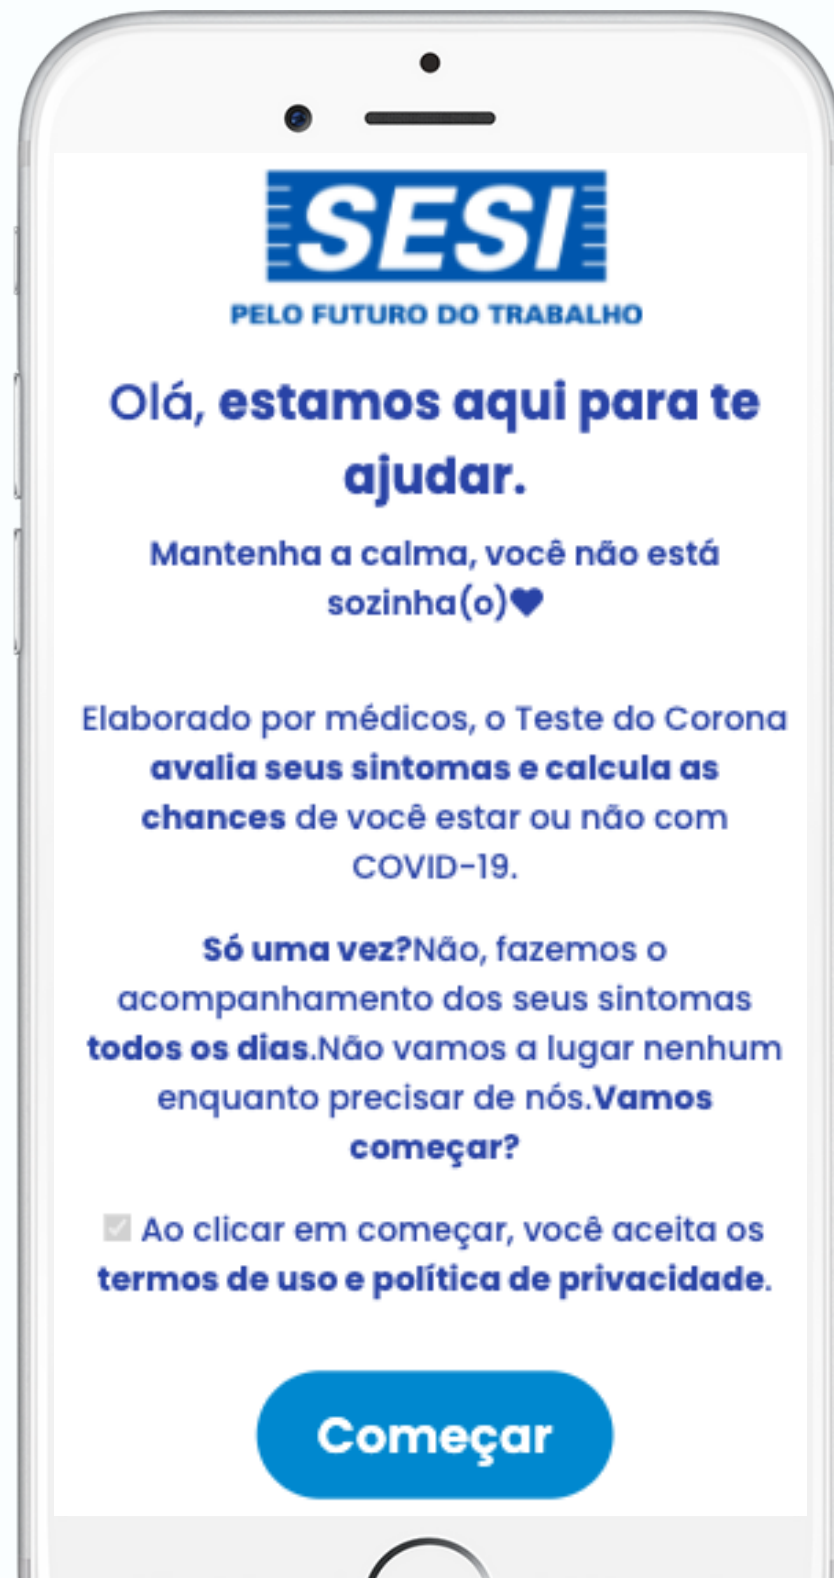 SESI
PELO FUTURO DO TRABALHO
Olá, estamos aqui para te
ajudar.
Mantenha a calma, você não está
sozinha(o)♥
Elaborado por médicos, o Teste do Corona
avalia seus sintomas e calcula as
chances de você estar ou não com
COVID-19.
Só uma vez?Não, fazemos o
acompanhamento dos seus sintomas
todos os dias.Não vamos a lugar nenhum
enquanto precisar de nós.Vamos
começar?
Ao clicar em começar, você aceita os
termos de uso e política de privacidade.
Começar